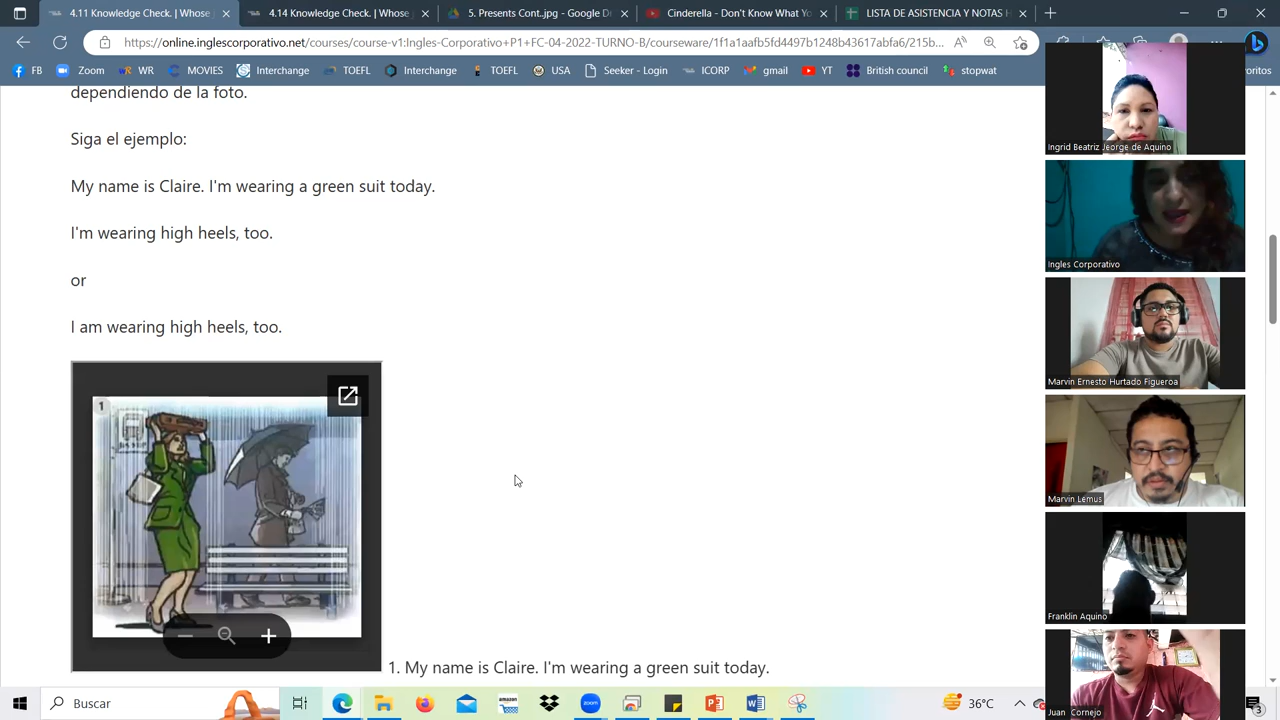 4.11 Knowledge Check. | Whose
4.14 Knowledge Check. | Whose
5. Presents Cont..jpg - Google Dr
Cinderella - Don't Know What Yo
LISTA DE ASISTENCIA Y NOTAS H
https://online.inglescorporativo.net/courses/course-v1:Ingles-Corporativo+P1+FC-04-2022-TURNO-B/courseware/1f1a1aafb5fd4497b1248b43617abfa6/215b...
FB
Zoom
WR
MOVIES
Interchange
TOEFL
Interchange
TOEFL
USA
Seeker - Login
ICORP
gmail
YT
British council
stopwat
oritos
dependiendo de la foto.
Siga el ejemplo:
My name is Claire. I'm wearing a green suit today.
I'm wearing high heels, too.
or
I am wearing high heels, too.
1
1. My name is Claire. I'm wearing a green suit today.
Ingrid Beatriz Jeorge de Aquino
Ingles Corporativo
Marvin Ernesto Hurtado Figueroa
Marvin Lemus
Franklin Aquino
Juan Cornejo
Buscar
amazon
36°C
3